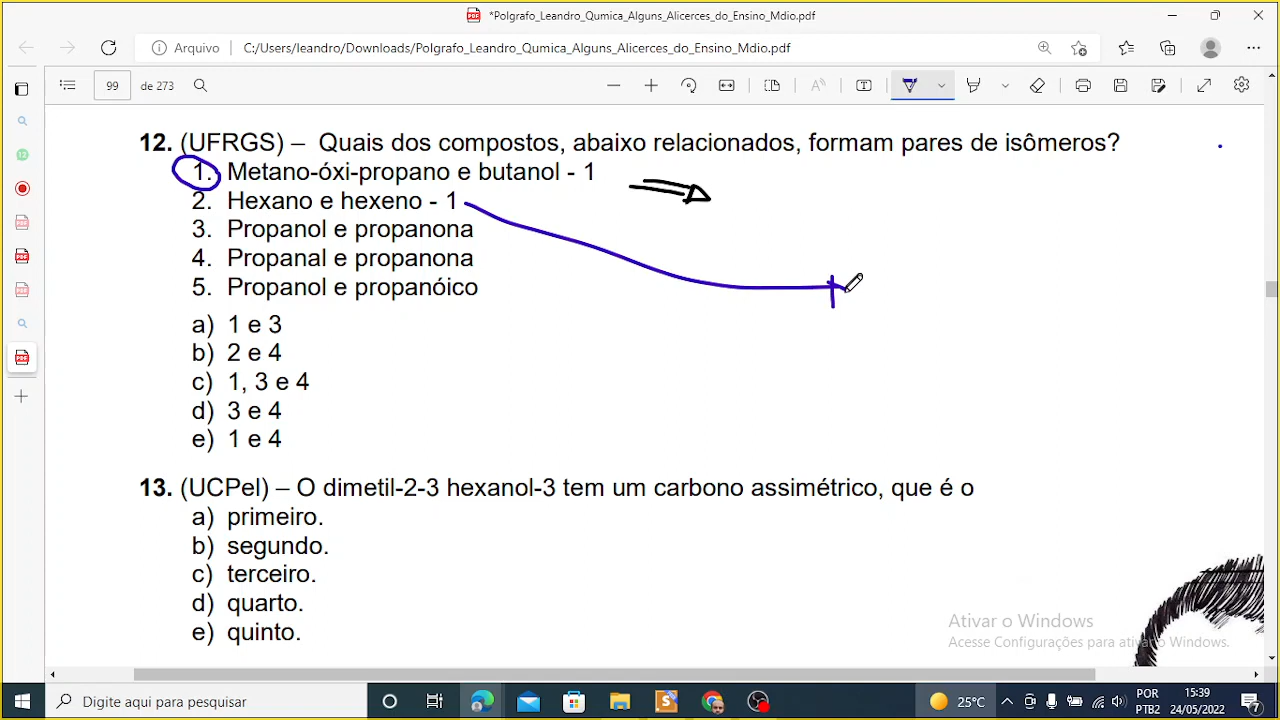 *Polgrafo_Leandro_Qumica_Alguns_Alicerces_do_Ensino_Mdio.pdf
Arquivo C:/Users/leandro/Downloads/Polgrafo_Leandro_Qumica_Alguns_Alicerces_do_Ensino_Mdio.pdf
99 de 273
12. (UFRGS) – Quais dos compostos, abaixo relacionados, formam pares de isômeros?
1. Metano-óxi-propano e butanol - 1
2. Hexano e hexeno - 1
3. Propanol e propanona
4. Propanal e propanona
5. Propanol e propanóico
a) 1 e 3
b) 2 e 4
c) 1, 3 e 4
d) 3 e 4
e) 1 e 4
13. (UCPel) – O dimetil-2-3 hexanol-3 tem um carbono assimétrico, que é o
a) primeiro.
b) segundo.
c) terceiro.
d) quarto.
e) quinto.
Ativar o Windows
Acesse Configurações para ativar o Windows.
Digite aqui para pesquisar
25°C
POR
PTB2
15:39
24/05/2022
7